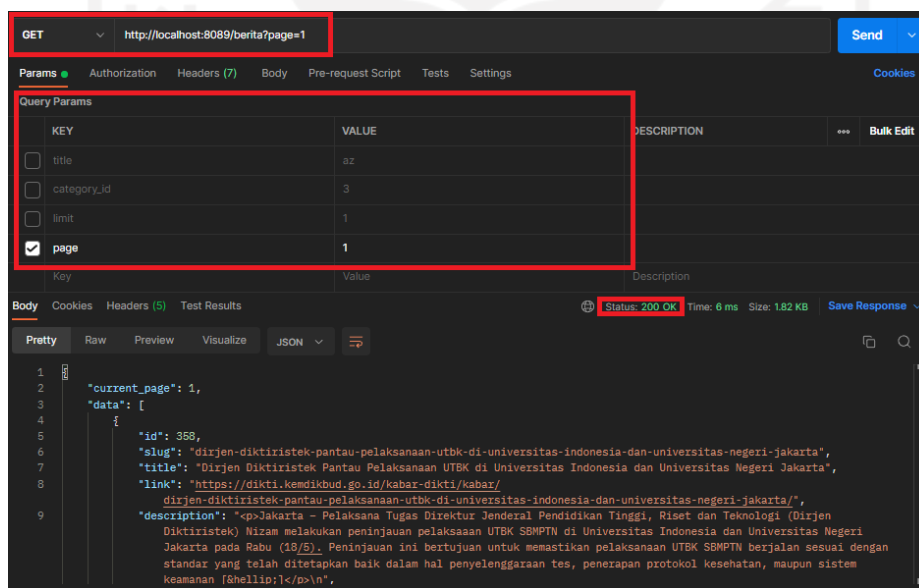 GET http://localhost:8089/berita?page=1 Send
Params Authorization Headers (7) Body Pre-request Script Tests Settings Cookies
Query Params
KEY VALUE DESCRIPTION ooo Bulk Edit
title az
category_id 3
limit 1
page 1
Key Value Description
Body Cookies Headers (5) Test Results Status: 200 OK Time: 6 ms Size: 1.82 KB Save Response
Pretty Raw Preview Visualize JSON
1 {
2 "current_page": 1,
3 "data": [
4 {
5 "id": 358,
6 "slug": "dirjen-diktiristek-pantau-pelaksanaan-utbk-di-universitas-indonesia-dan-universitas-negeri-jakarta",
7 "title": "Dirjen Diktiristek Pantau Pelaksanaan UTBK di Universitas Indonesia dan Universitas Negeri Jakarta",
8 "link": "https://dikti.kemdikbud.go.id/kabar-dikti/kabar/
dirjen-diktiristek-pantau-pelaksanaan-utbk-di-universitas-indonesia-dan-universitas-negeri-jakarta/",
9 "description": "<p>Jakarta – Pelaksana Tugas Direktur Jenderal Pendidikan Tinggi, Riset dan Teknologi (Dirjen
Diktiristek) Nizam melakukan peninjauan pelaksaaan UTBK SBMPTN di Universitas Indonesia dan Universitas Negeri
Jakarta pada Rabu (18/5). Peninjauan ini bertujuan untuk memastikan pelaksanaan UTBK SBMPTN berjalan sesuai dengan
standar yang telah ditetapkan baik dalam hal penyelenggaraan tes, penerapan protokol kesehatan, maupun sistem
keamanan [&hellip;]</p>\n",